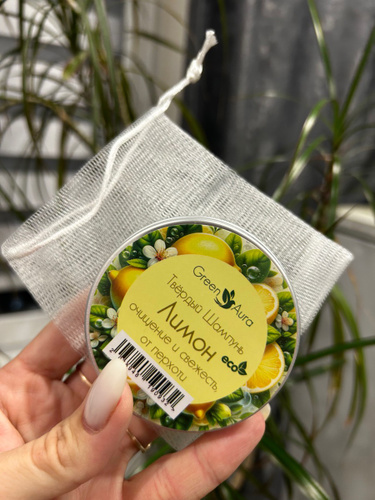 Green Aura
Твёрдый Шампунь
Лимон
очищение и свежесть,
от перхоти
eco